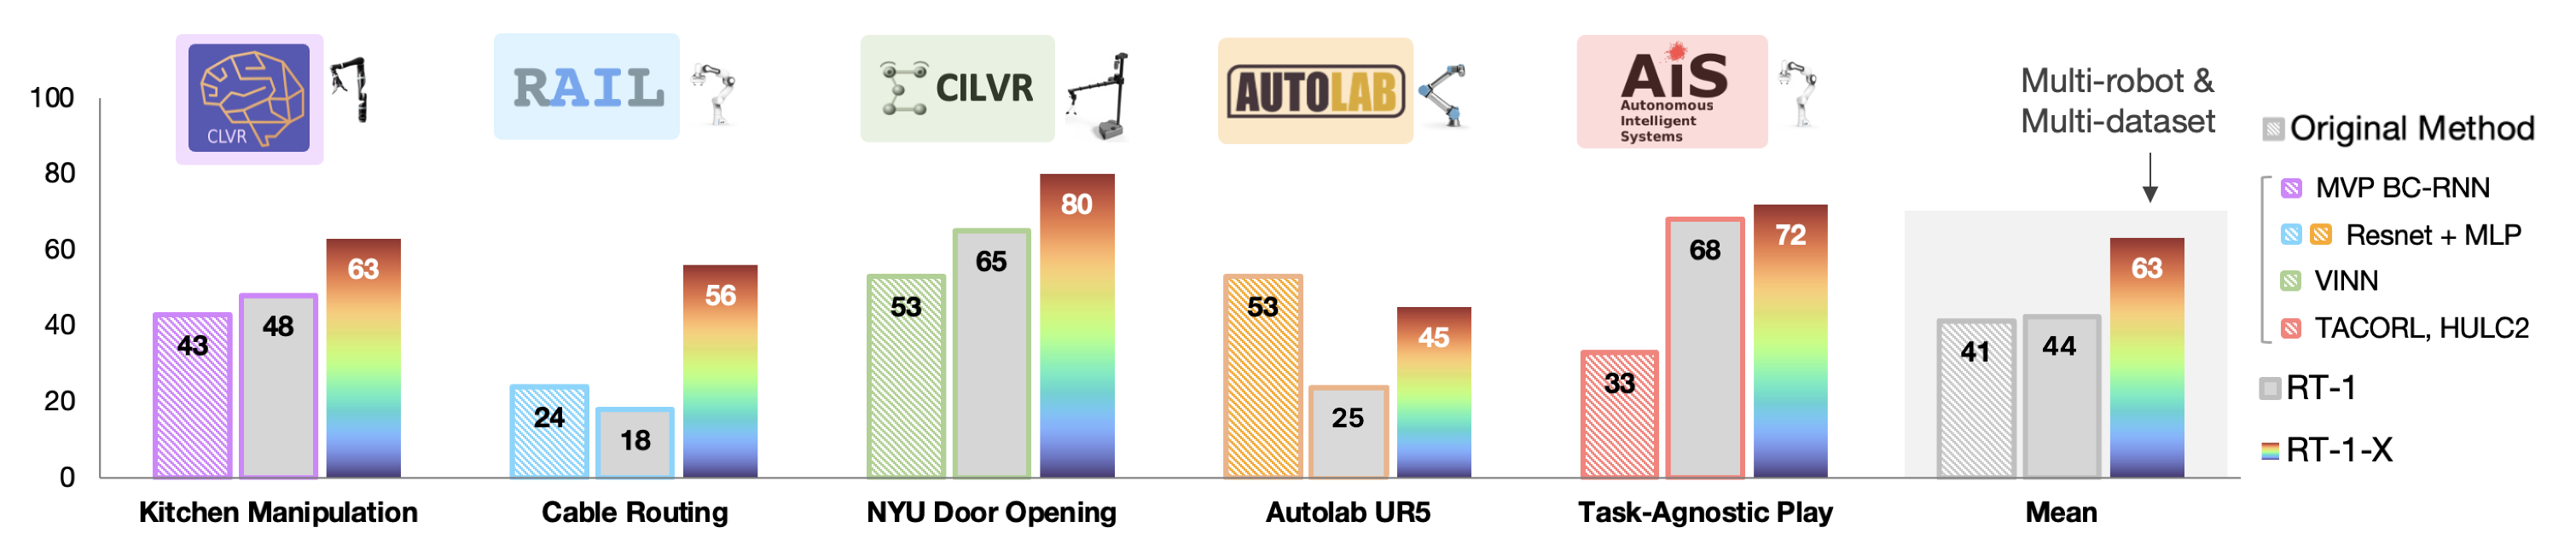 CLVR
RAIL
CILVR
AUTOLAB
AiS
Autonomous
Intelligent
Systems
Multi-robot &
Multi-dataset
100
80
60
40
20
0
43
48
63
24
18
56
53
65
80
53
25
45
33
68
72
41
44
63
Kitchen Manipulation
Cable Routing
NYU Door Opening
Autolab UR5
Task-Agnostic Play
Mean
Original Method
MVP BC-RNN
Resnet + MLP
VINN
TACORL, HULC2
RT-1
RT-1-X